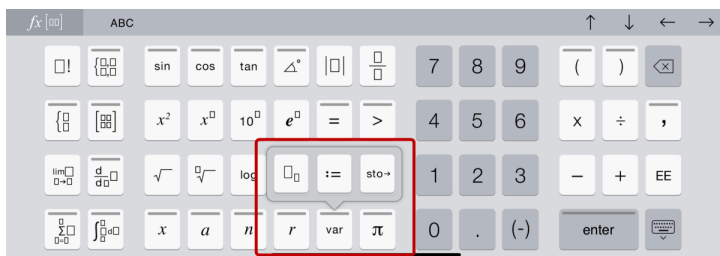 fx[▯▯] ABC ↑ ↓ ← →
▯! {▯,▯ ▯,▯ sin cos tan ∠° |▯| ▯/▯ 7 8 9 ( ) ⌫
{▯ ▯ [▯▯ ▯▯] x² x▯ 10▯ e▯ = > 4 5 6 x ÷ ,
lim▯ ▯→▯ d/d▯▯ √ ▯√ log ▯▯ := sto→ 1 2 3 − + EE
▯ Σ▯ ▯=▯ ∫▯ ▯ ▯d▯ x a n r var π 0 . (-) enter